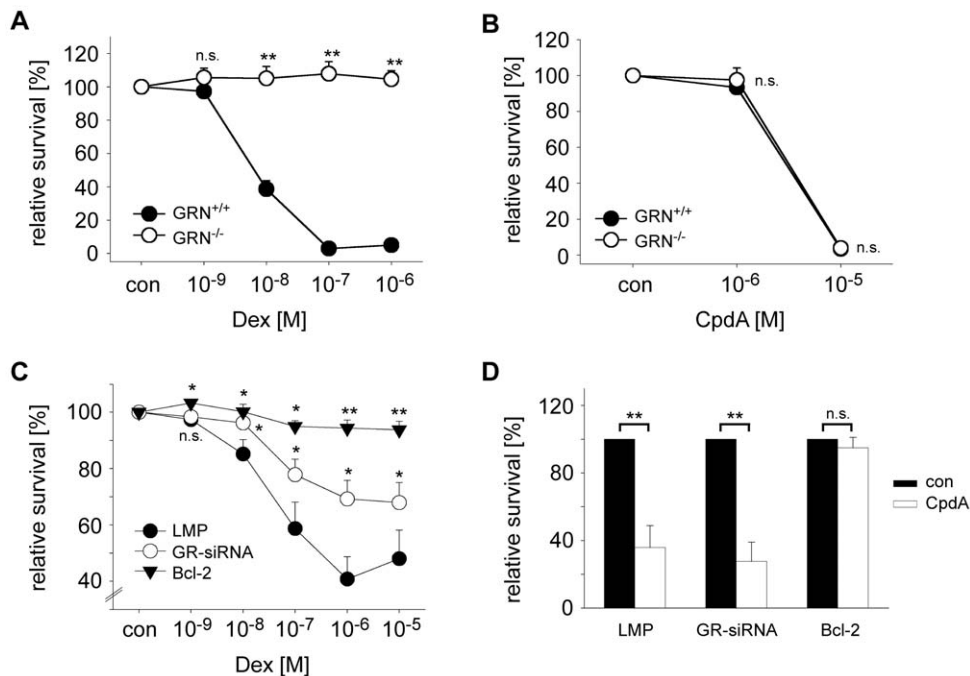 A
relative survival [%]
120
100
80
60
40
20
0
n.s.
**
**
**
GRN+/+
GRN-/-
con
10-9
10-8
10-7
10-6
Dex [M]
B
relative survival [%]
120
100
80
60
40
20
0
n.s.
n.s.
GRN+/+
GRN-/-
con
10-6
10-5
CpdA [M]
C
relative survival [%]
100
80
60
40
*
*
*
**
**
n.s.
*
*
*
*
LMP
GR-siRNA
Bcl-2
con
10-9
10-8
10-7
10-6
10-5
Dex [M]
D
relative survival [%]
120
80
40
0
**
**
n.s.
con
CpdA
LMP
GR-siRNA
Bcl-2